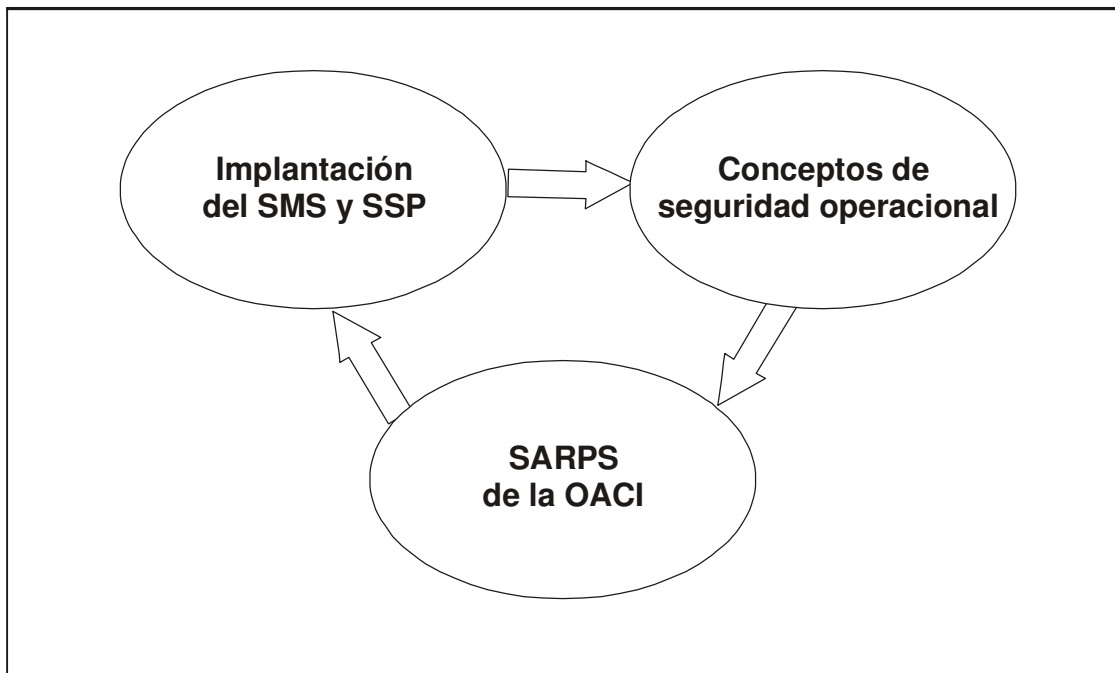 Implantación
del SMS y SSP
Conceptos de
seguridad operacional
SARPS
de la OACI